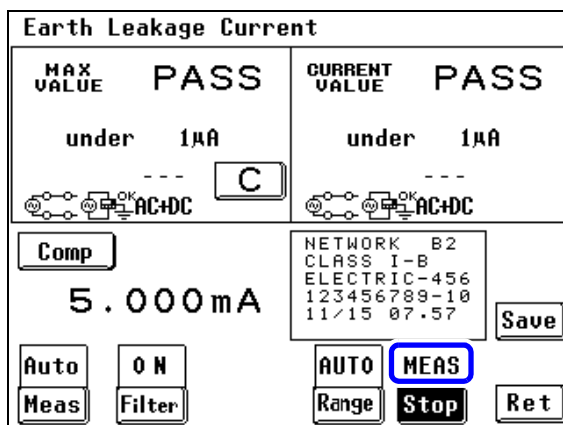 Earth Leakage Current
MAX VALUE PASS
under 1μA
---
C
OK AC+DC
CURRENT VALUE PASS
under 1μA
---
OK AC+DC
Comp
5.000mA
NETWORK B2
CLASS I-B
ELECTRIC-456
123456789-10
11/15 07.57
Save
Auto ON AUTO MEAS
Meas Filter Range Stop Ret